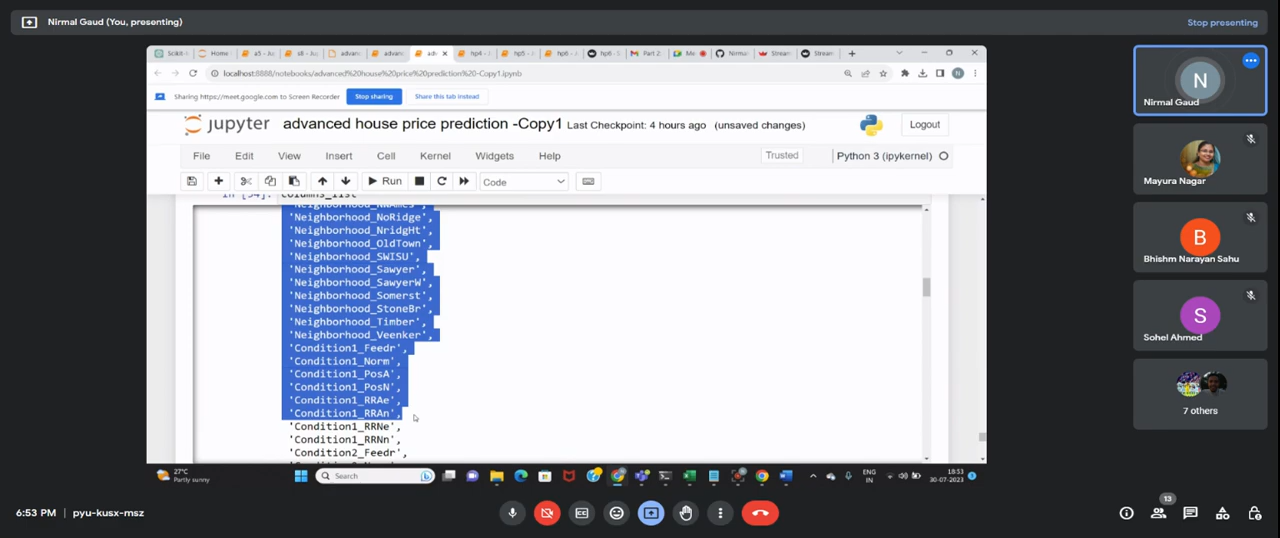 Nirmal Gaud (You, presenting)
Stop presenting
localhost:8888/notebooks/advanced%20house%20price%20prediction-Copy1.ipynb
Sharing https://meet.google.com to Screen Recorder
Stop sharing
Share this tab instead
jupyter
advanced house price prediction -Copy1 Last Checkpoint: 4 hours ago (unsaved changes)
Logout
File Edit View Insert Cell Kernel Widgets Help
Trusted
Python 3 (ipykernel)
Run
Code
In [94]: columns_list
'Neighborhood_NWAmes',
'Neighborhood_NoRidge',
'Neighborhood_NridgHt',
'Neighborhood_OldTown',
'Neighborhood_SWISU',
'Neighborhood_Sawyer',
'Neighborhood_SawyerW',
'Neighborhood_Somerst',
'Neighborhood_StoneBr',
'Neighborhood_Timber',
'Neighborhood_Veenker',
'Condition1_Feedr',
'Condition1_Norm',
'Condition1_PosA',
'Condition1_PosN',
'Condition1_RRAe',
'Condition1_RRAn',
'Condition1_RRNe',
'Condition1_RRNn',
'Condition2_Feedr',
27°C
Partly sunny
Search
ENG
IN
18:53
30-07-2023
N
Nirmal Gaud
Mayura Nagar
B
Bhishm Narayan Sahu
S
Sohel Ahmed
7 others
6:53 PM | pyu-kusx-msz
13